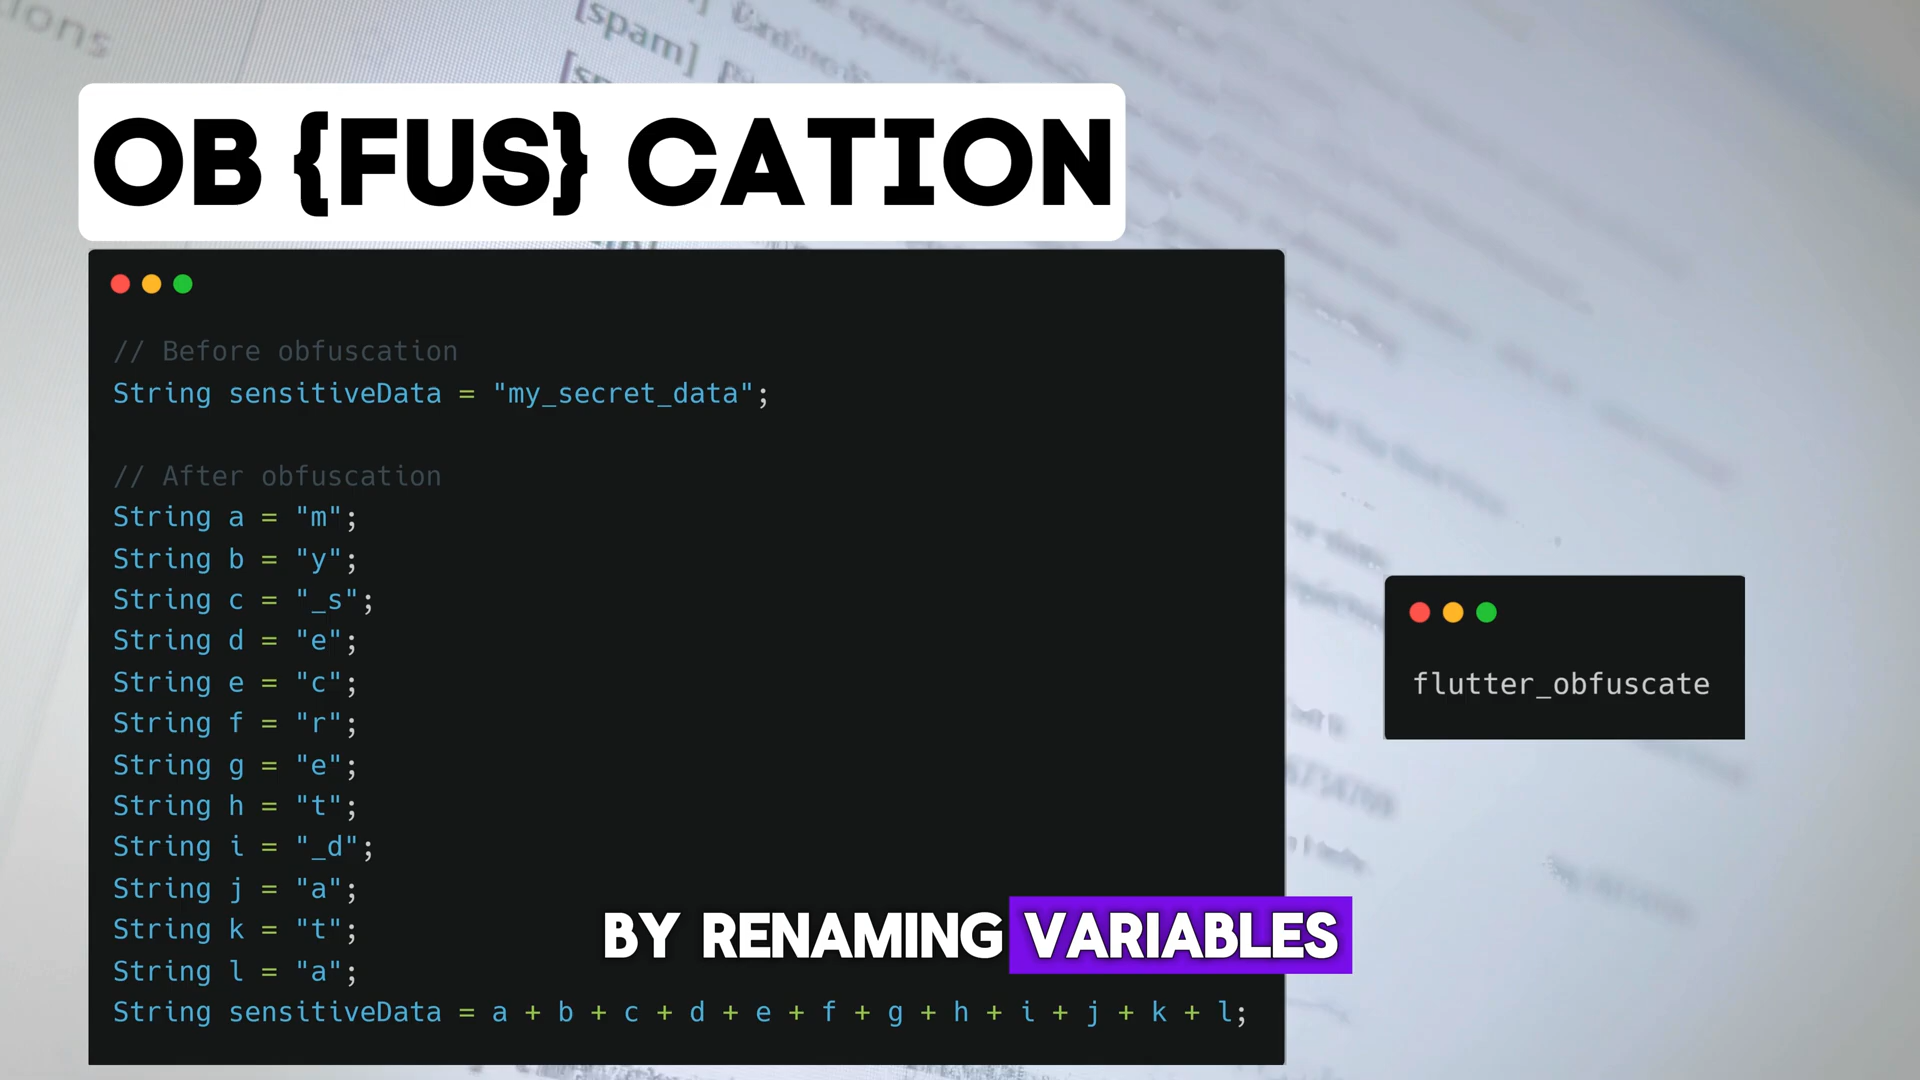 [spam]
OB {FUS} CATION
// Before obfuscation
String sensitiveData = "my_secret_data";
// After obfuscation
String a = "m";
String b = "y";
String c = "_s";
String d = "e";
String e = "c";
String f = "r";
String g = "e";
String h = "t";
String i = "_d";
String j = "a";
String k = "t";
String l = "a";
String sensitiveData = a + b + c + d + e + f + g + h + i + j + k + l;
flutter_obfuscate
BY RENAMING VARIABLES